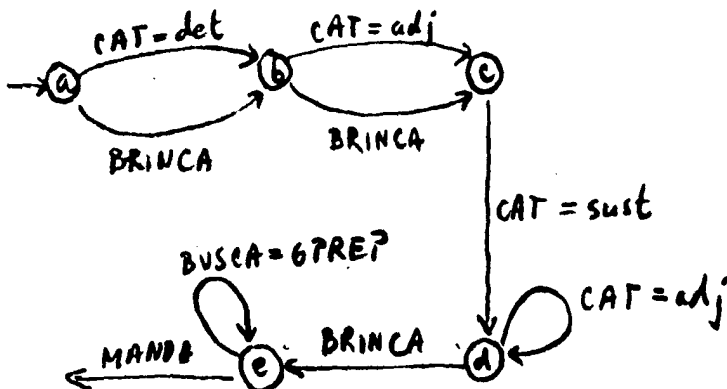 CAT=det
CAT=adj
a
b
c
BRINCA
BRINCA
CAT=sust
BUSCA=GPREP
CAT=adj
MANDA
BRINCA
e
d